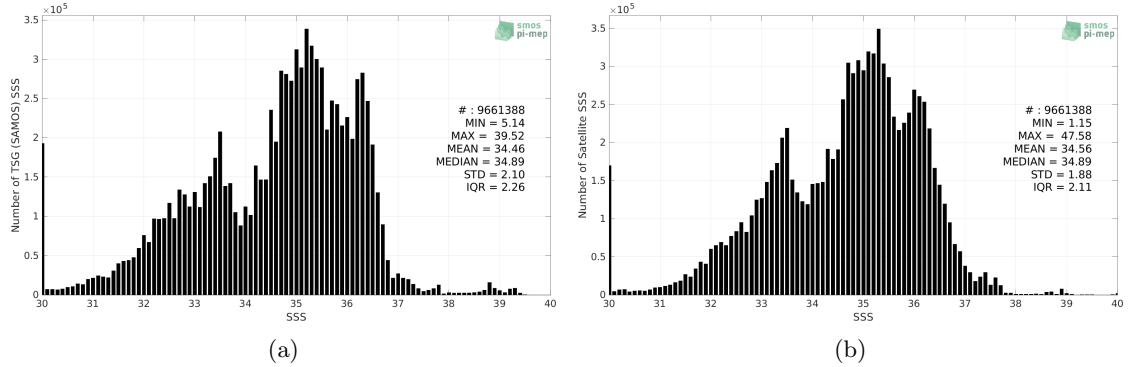 ×10⁵
3.5
3
2.5
2
1.5
1
0.5
0
Number of TSG (SAMOS) SSS
smos
pi-mep
# : 9661388
MIN = 5.14
MAX = 39.52
MEAN = 34.46
MEDIAN = 34.89
STD = 2.10
IQR = 2.26
30 31 32 33 34 35 36 37 38 39 40
SSS
(a)
×10⁵
3.5
3
2.5
2
1.5
1
0.5
0
Number of Satellite SSS
smos
pi-mep
# : 9661388
MIN = 1.15
MAX = 47.58
MEAN = 34.56
MEDIAN = 34.89
STD = 1.88
IQR = 2.11
30 31 32 33 34 35 36 37 38 39 40
SSS
(b)